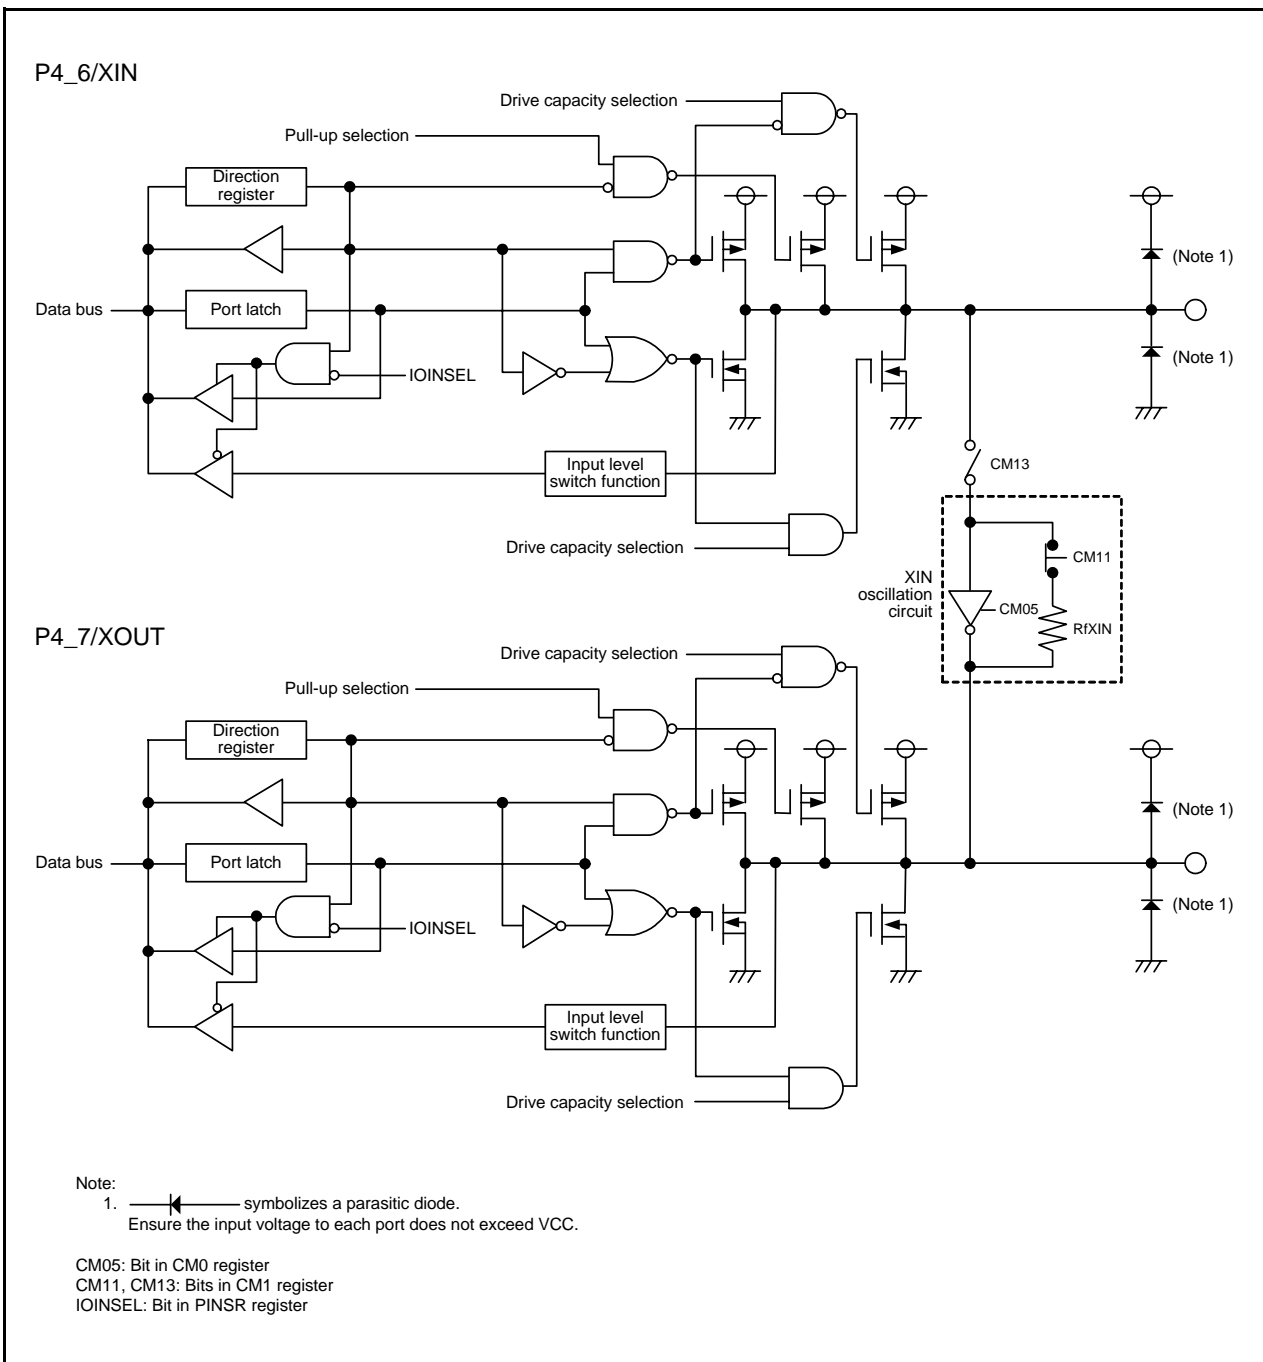 P4_6/XIN
Drive capacity selection
Pull-up selection
Direction
register
(Note 1)
Data bus
Port latch
(Note 1)
IOINSEL
Input level
switch function
CM13
Drive capacity selection
CM11
XIN
oscillation
circuit
CM05
RfXIN
P4_7/XOUT
Drive capacity selection
Pull-up selection
Direction
register
(Note 1)
Data bus
Port latch
(Note 1)
IOINSEL
Input level
switch function
Drive capacity selection
Note:
1. symbolizes a parasitic diode.
Ensure the input voltage to each port does not exceed VCC.
CM05: Bit in CM0 register
CM11, CM13: Bits in CM1 register
IOINSEL: Bit in PINSR register